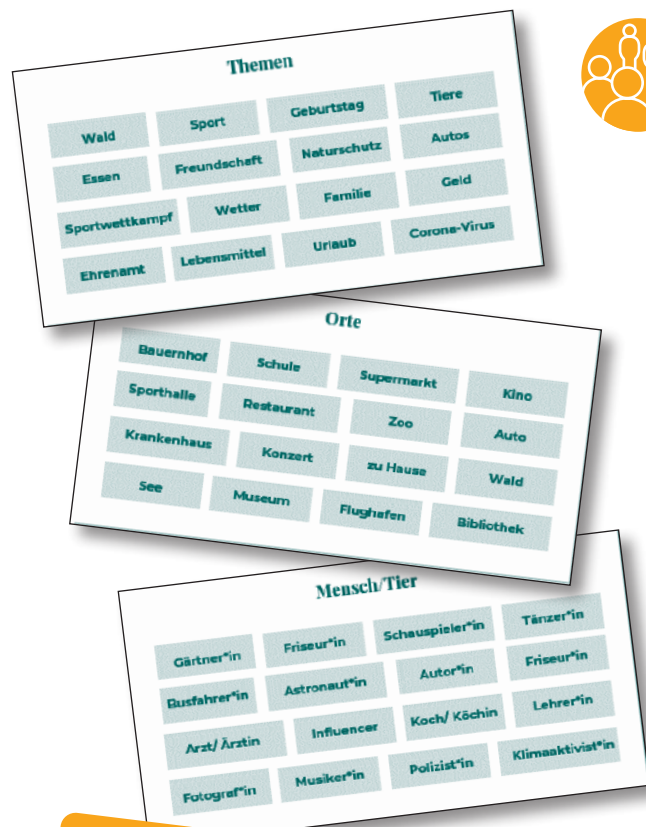 Themen
Wald Sport Geburtstag Tiere
Essen Freundschaft Naturschutz Autos
Sportwettkampf Wetter Familie Geld
Ehrenamt Lebensmittel Urlaub Corona-Virus
Orte
Bauernhof Schule Supermarkt Kino
Sporthalle Restaurant Zoo Auto
Krankenhaus Konzert zu Hause Wald
See Museum Flughafen Bibliothek
Mensch/Tier
Gärtner*in Friseur*in Schauspieler*in Tänzer*in
Busfahrer*in Astronaut*in Autor*in Friseur*in
Arzt/ Ärztin Influencer Koch/ Köchin Lehrer*in
Fotograf*in Musiker*in Polizist*in Klimaaktivist*in